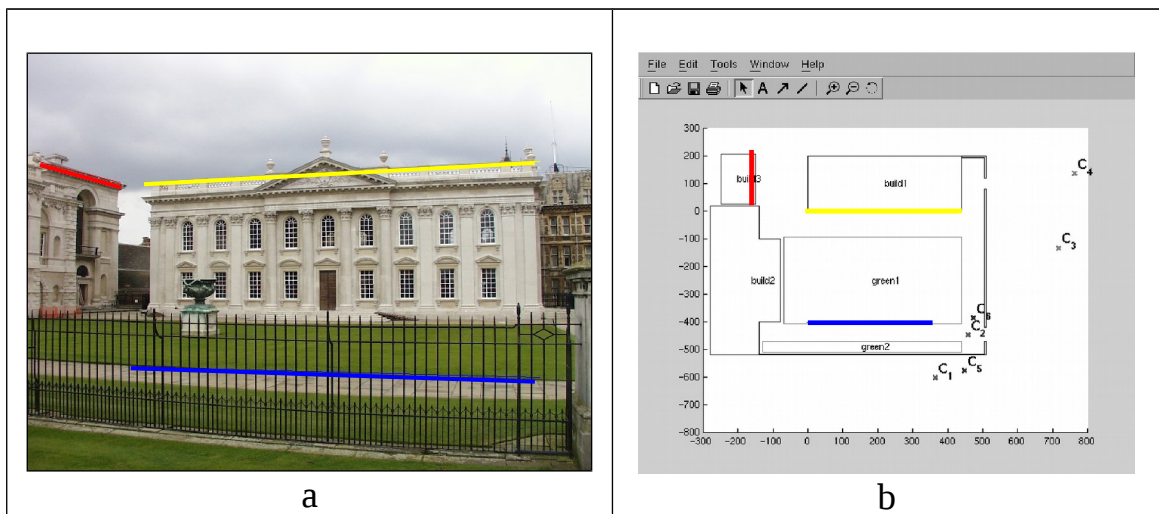 File Edit Tools Window Help
A
300
200
100
0
−100
−200
−300
−400
−500
−600
−700
−800
−300 −200 −100 0 100 200 300 400 500 600 700 800
build3
build1
C4
C3
build2
green1
C6
C2
green2
C1
C5
a
b